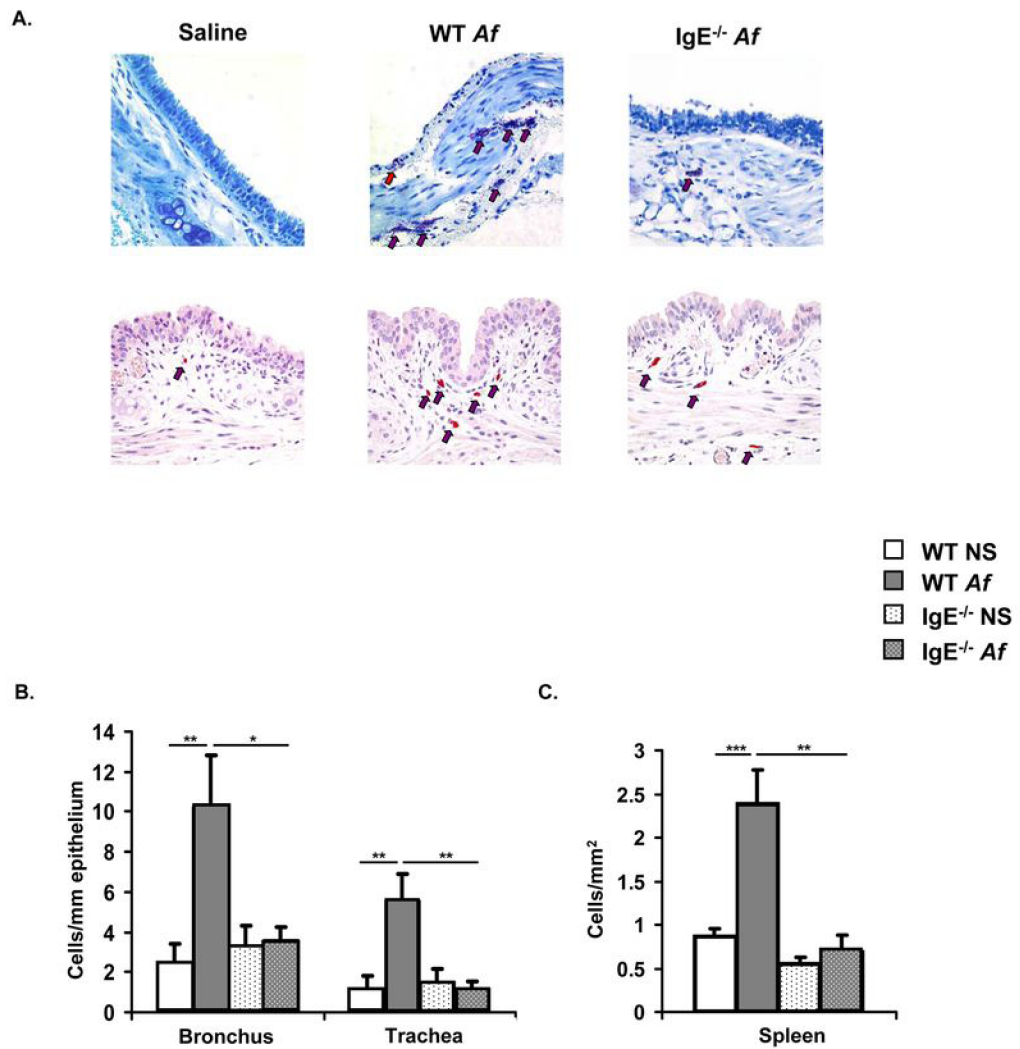 A.
Saline
WT Af
IgE-/- Af
WT NS
WT Af
IgE-/- NS
IgE-/- Af
B.
Cells/mm epithelium
14
12
10
8
6
4
2
0
**
*
**
**
Bronchus
Trachea
C.
Cells/mm2
3
2.5
2
1.5
1
0.5
0
***
**
Spleen